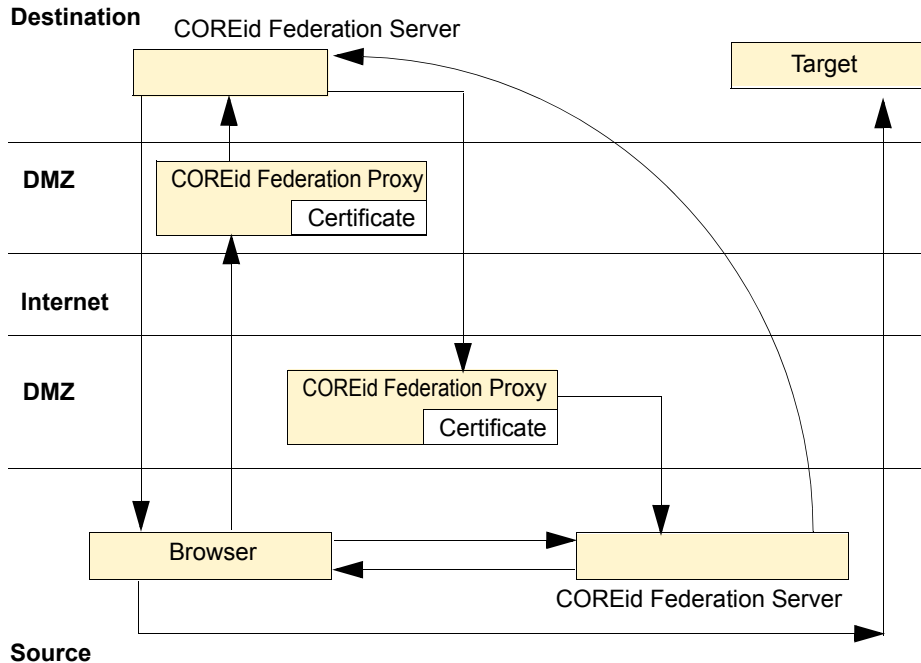 Destination
COREid Federation Server
Target
DMZ
COREid Federation Proxy
Certificate
Internet
DMZ
COREid Federation Proxy
Certificate
Browser
COREid Federation Server
Source